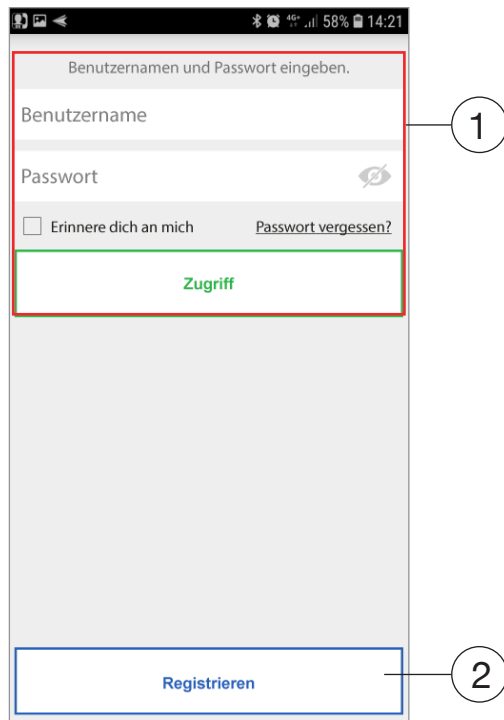 4G+ 58% 14:21
Benutzernamen und Passwort eingeben.
Benutzername
1
Passwort
Erinnere dich an mich Passwort vergessen?
Zugriff
Registrieren
2